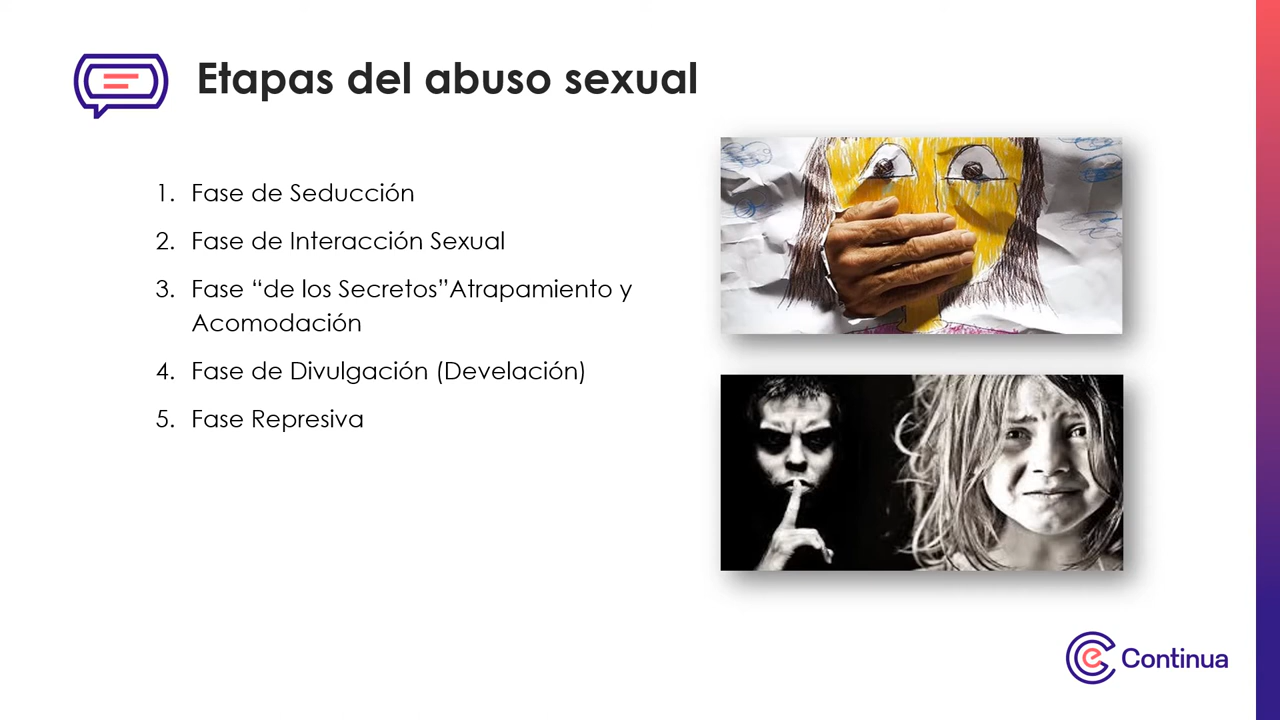 Etapas del abuso sexual
1. Fase de Seducción
2. Fase de Interacción Sexual
3. Fase “de los Secretos”Atrapamiento y
Acomodación
4. Fase de Divulgación (Develación)
5. Fase Represiva
e Continua